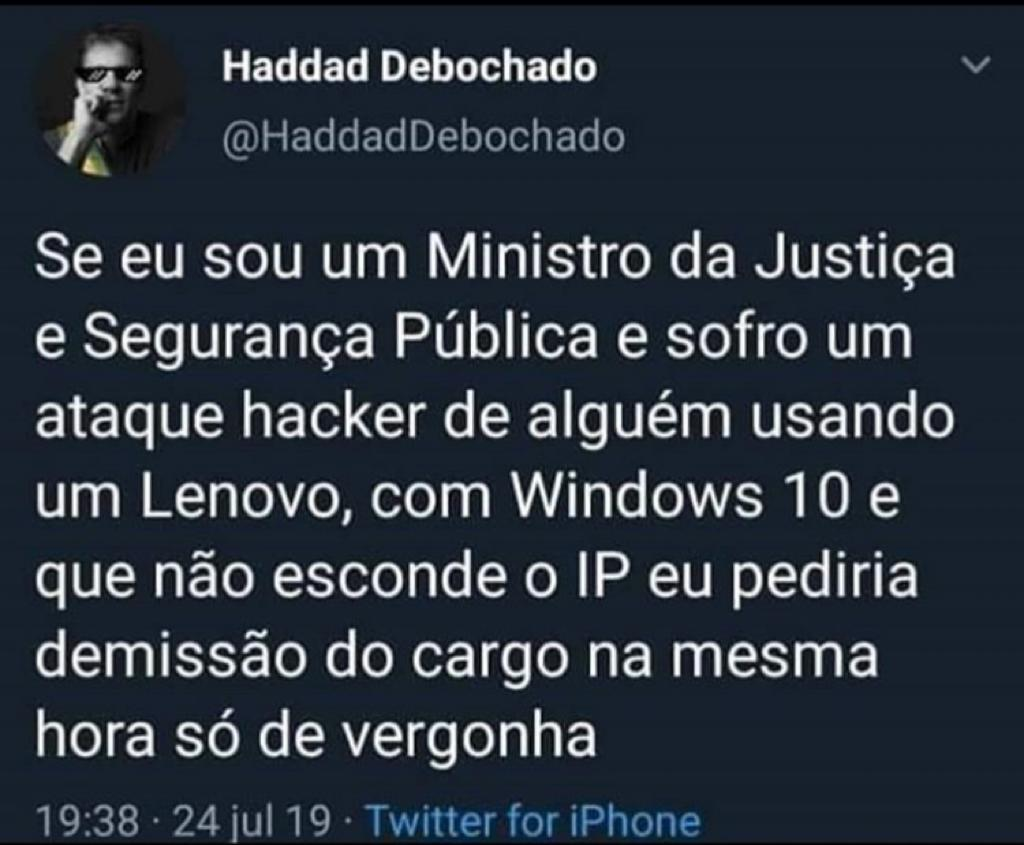 Haddad Debochado
@HaddadDebochado
Se eu sou um Ministro da Justiça
e Segurança Pública e sofro um
ataque hacker de alguém usando
um Lenovo, com Windows 10 e
que não esconde o IP eu pediria
demissão do cargo na mesma
hora só de vergonha
19:38 · 24 jul 19 · Twitter for iPhone